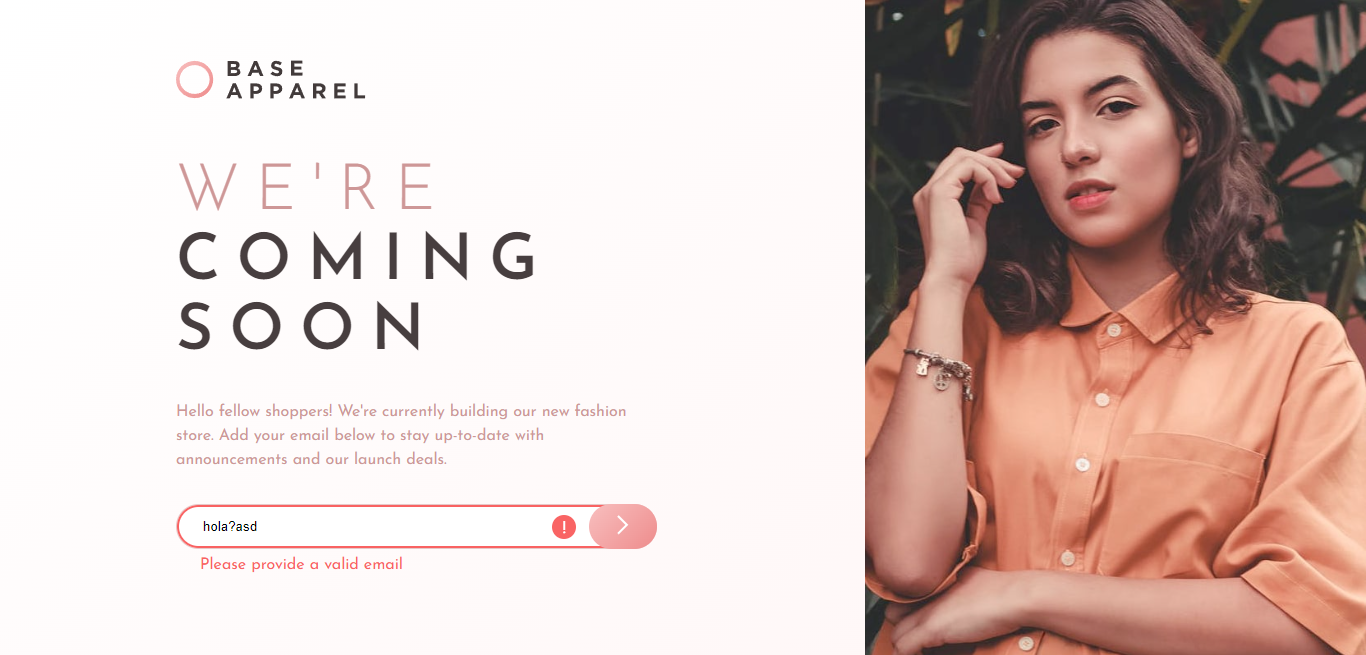 BASE
APPAREL
WE'RE
COMING
SOON
Hello fellow shoppers! We're currently building our new fashion
store. Add your email below to stay up-to-date with
announcements and our launch deals.
hola?asd
!
Please provide a valid email